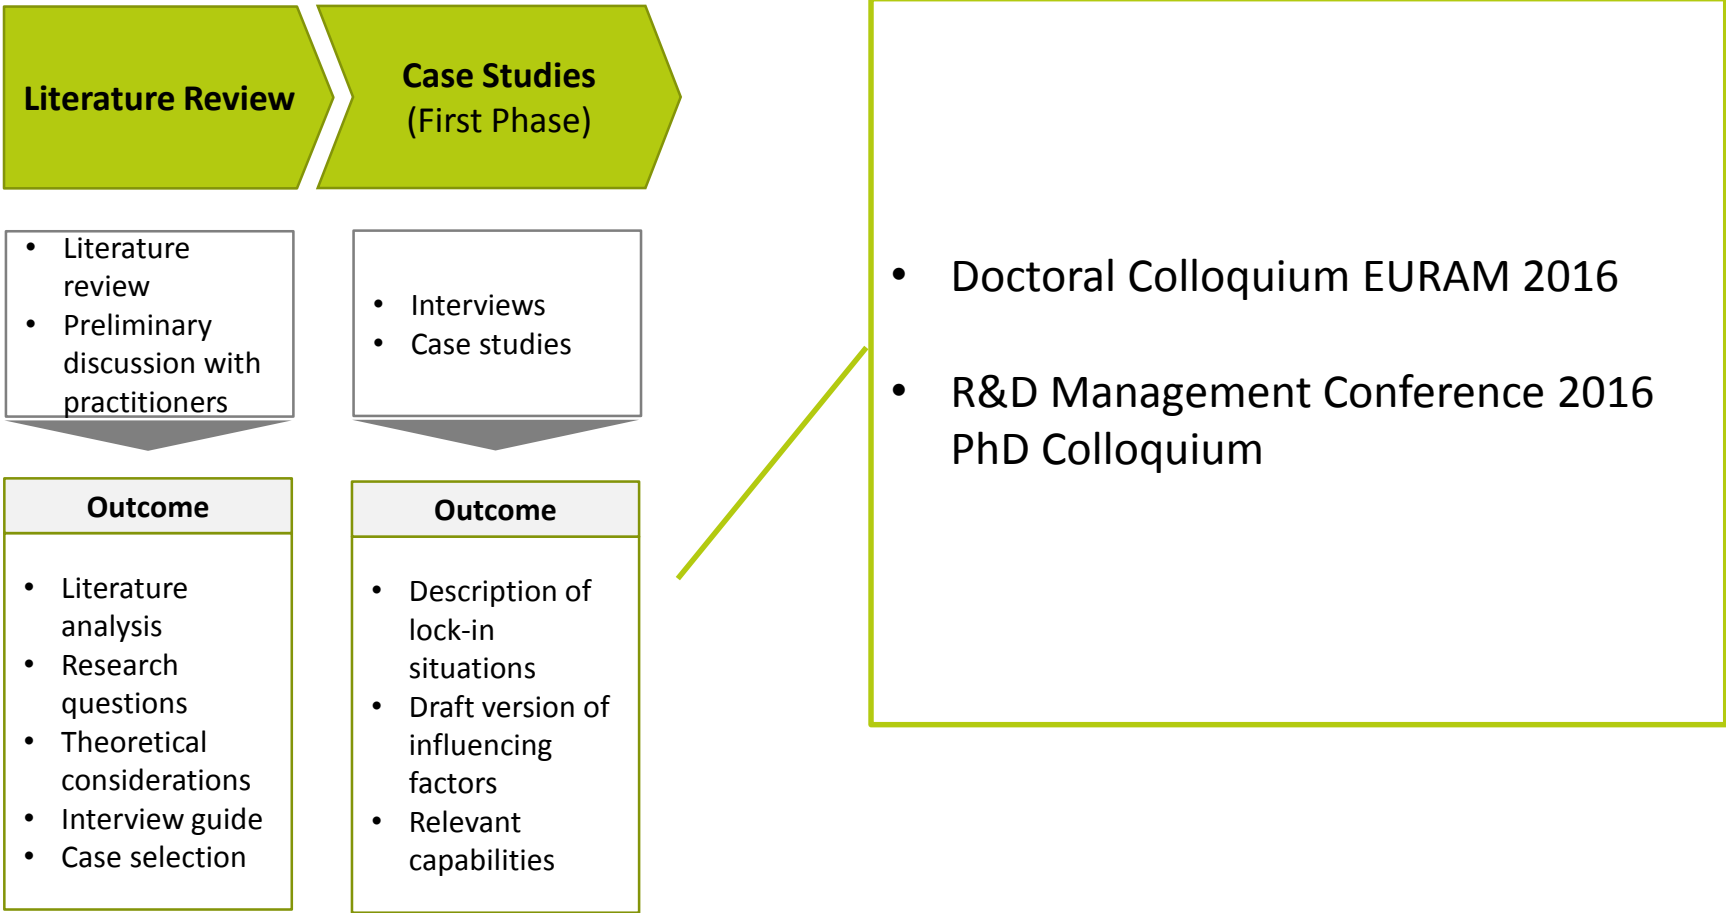 Literature Review
Case Studies
(First Phase)
• Literature
review
• Preliminary
discussion with
practitioners
• Interviews
• Case studies
Outcome
• Literature
analysis
• Research
questions
• Theoretical
considerations
• Interview guide
• Case selection
Outcome
• Description of
lock-in
situations
• Draft version of
influencing
factors
• Relevant
capabilities
• Doctoral Colloquium EURAM 2016
• R&D Management Conference 2016
PhD Colloquium